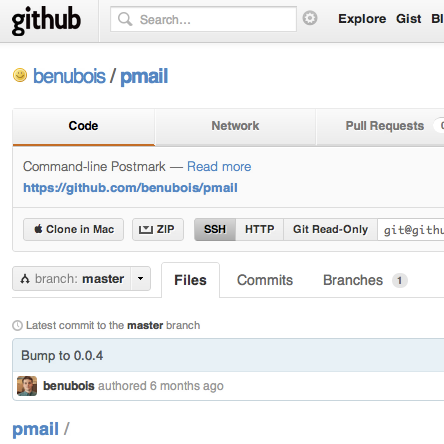 github Search... Explore Gist Bl
benubois / pmail
Code Network Pull Requests
Command-line Postmark — Read more
https://github.com/benubois/pmail
Clone in Mac ZIP SSH HTTP Git Read-Only git@githu
branch: master Files Commits Branches 1
Latest commit to the master branch
Bump to 0.0.4
benubois authored 6 months ago
pmail /